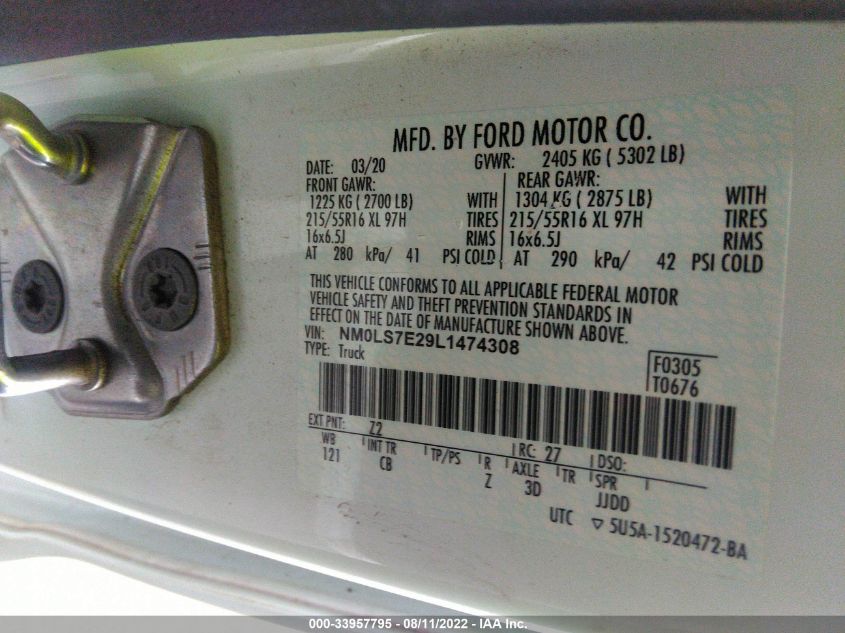 MFD. BY FORD MOTOR CO.
DATE: 03/20 GVWR: 2405 KG ( 5302 LB)
FRONT GAWR: REAR GAWR:
1225 KG ( 2700 LB) WITH 1304 KG ( 2875 LB) WITH
215/55R16 XL 97H TIRES 215/55R16 XL 97H TIRES
16x6.5J RIMS 16x6.5J RIMS
AT 280 kPa/ 41 PSI COLD AT 290 kPa/ 42 PSI COLD
THIS VEHICLE CONFORMS TO ALL APPLICABLE FEDERAL MOTOR
VEHICLE SAFETY AND THEFT PREVENTION STANDARDS IN
EFFECT ON THE DATE OF MANUFACTURE SHOWN ABOVE.
VIN: NM0LS7E29L1474308
TYPE: Truck
F0305
T0676
EXT PNT: Z2 RC: 27 DSO:
WB INT TR TP/PS R AXLE TR SPR
121 CB Z 3D JJDD
UTC ▽ 5U5A-1520472-BA
000-33957795 - 08/11/2022 - IAA Inc.